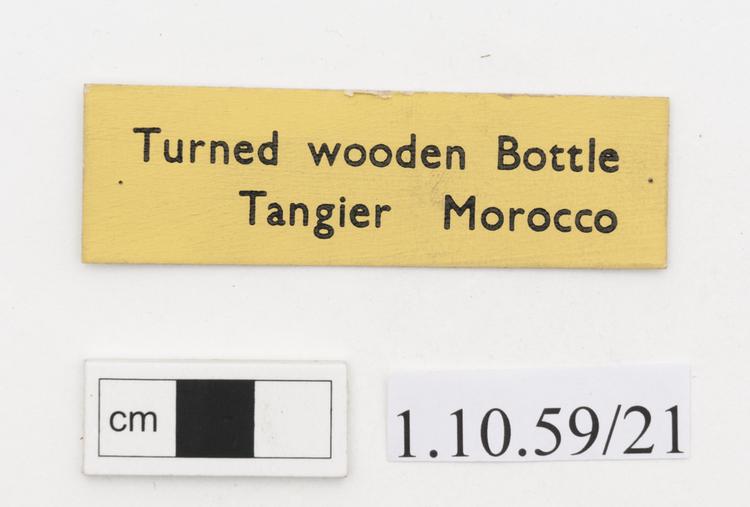 Turned wooden Bottle
Tangier Morocco
cm
1.10.59/21